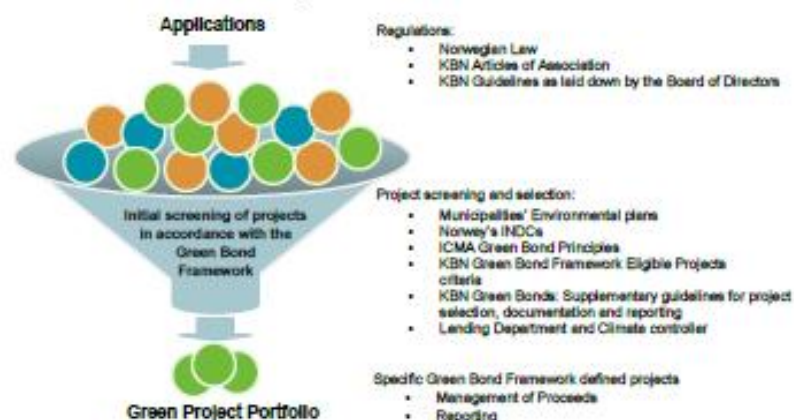 Applications
Regulations:
• Norwegian Law
• KBN Articles of Association
• KBN Guidelines as laid down by the Board of Directors
Initial screening of projects
in accordance with the
Green Bond
Framework
Project screening and selection:
• Municipalities' Environmental plans
• Norway's INDCs
• ICMA Green Bond Principles
• KBN Green Bond Framework Eligible Projects
criteria
• KBN Green Bonds: Supplementary guidelines for project
selection, documentation and reporting
• Lending Department and Climate controller
Green Project Portfolio
Specific Green Bond Framework defined projects
• Management of Proceeds
• Reporting